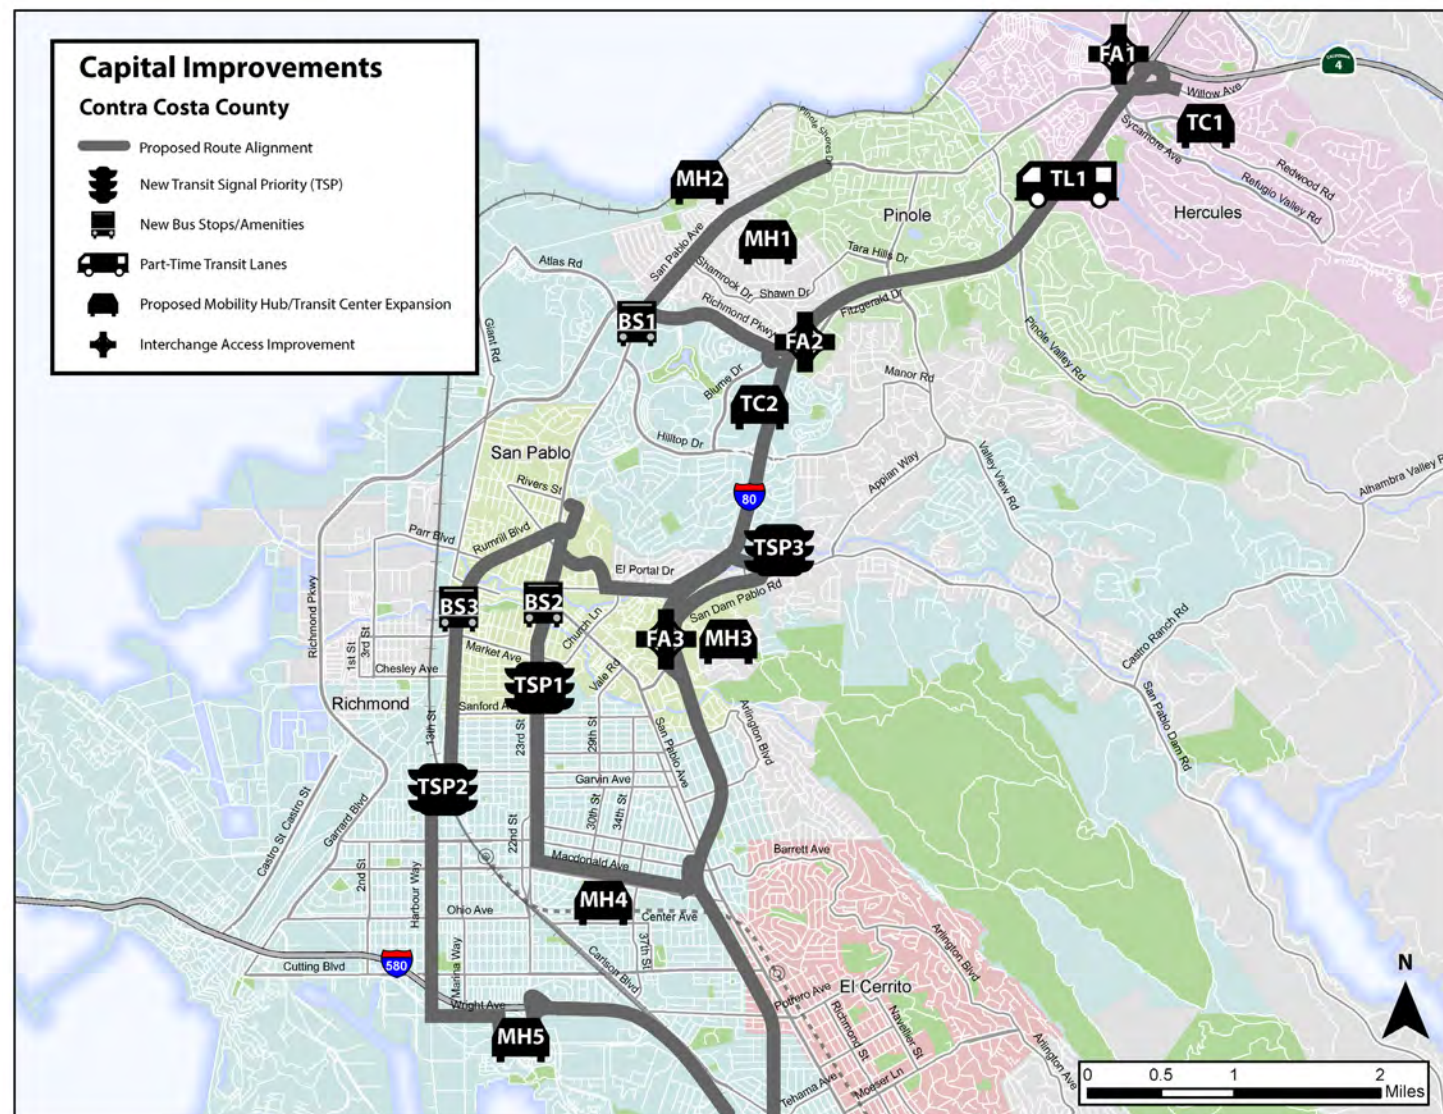 Capital Improvements
Contra Costa County
Proposed Route Alignment
New Transit Signal Priority (TSP)
New Bus Stops/Amenities
Part-Time Transit Lanes
Proposed Mobility Hub/Transit Center Expansion
Interchange Access Improvement
FA1
CALIFORNIA
4
Willow Ave
TC1
Sycamore Ave
Redwood Rd
Refugio Valley Rd
Pinole Shores Dr
MH2
TL1
Pinole
Hercules
MH1
San Pablo Ave
Tara Hills Dr
Atlas Rd
Shamrock Dr
Shawn Dr
Fitzgerald Dr
Richmond Pkwy
BS1
Giant Rd
FA2
Pinole Valley Rd
Blume Dr
Manor Rd
TC2
Hilltop Dr
San Pablo
Appian Way
Valley View Rd
Alhambra Valley R
Rivers St
80
Parr Blvd
Rumrill Blvd
TSP3
El Portal Dr
Richmond Pkwy
BS3
BS2
San Dam Pablo Rd
Church Ln
FA3
MH3
Castro Ranch Rd
1st St
3rd St
Market Ave
Chesley Ave
Vale Rd
TSP1
Richmond
Sanford A
San Pablo Dam Rd
13th St
23rd St
29th St
San Pablo Ave
Arlington Blvd
TSP2
Garvin Ave
Castro St
Castro St
Garrard Blvd
30th St
34th St
22nd St
Macdonald Ave
Barrett Ave
2nd St
Harbour Way
MH4
Ohio Ave
Center Ave
Arlington Blvd
37th St
Carlson Blvd
580
Cutting Blvd
Marina Way
N
El Cerrito
Potrero Ave
Wright Ave
Richmond St
Navellier St
MH5
Arlington Ave
Moeser Ln
Tehama Ave
0 0.5 1 2
Miles